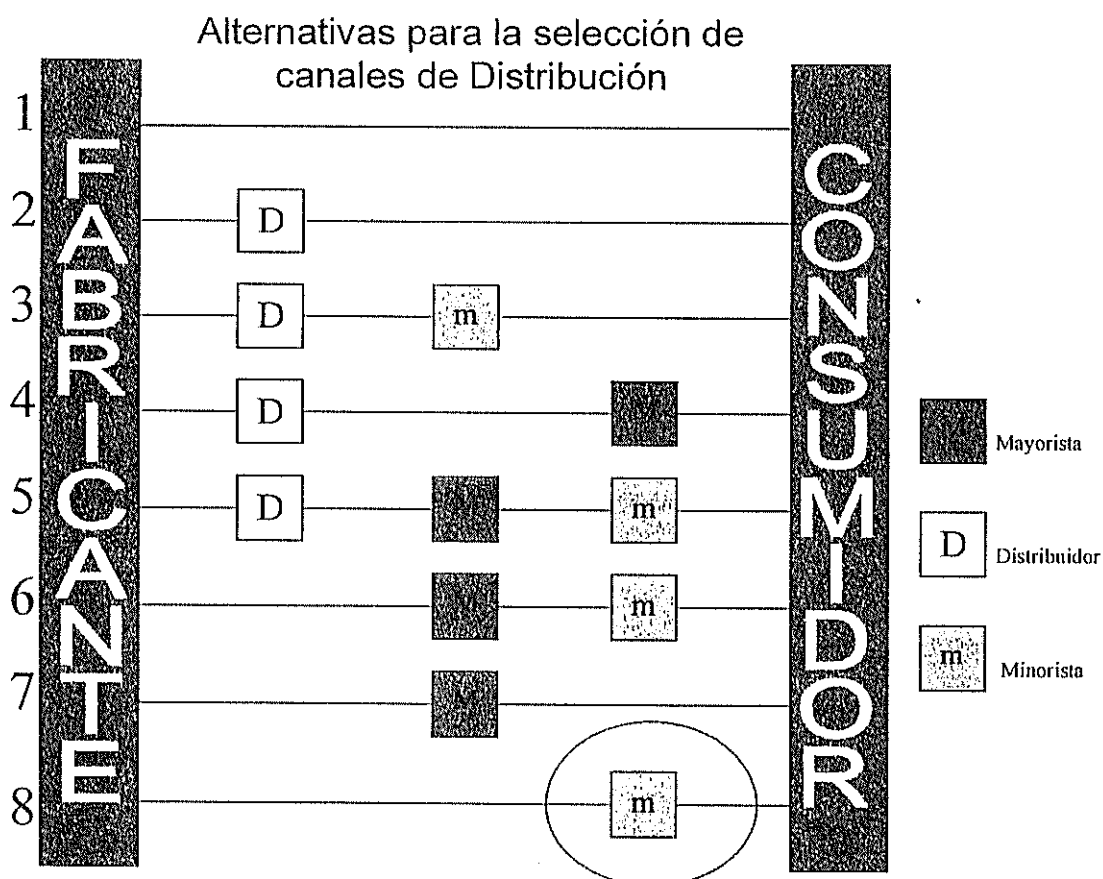 Alternativas para la selección de
canales de Distribución
FABRICANTE
CONSUMIDOR
1
2
D
3
D
m
4
D
M
5
D
M
m
6
M
m
7
M
8
m
M
Mayorista
D
Distribuidor
m
Minorista